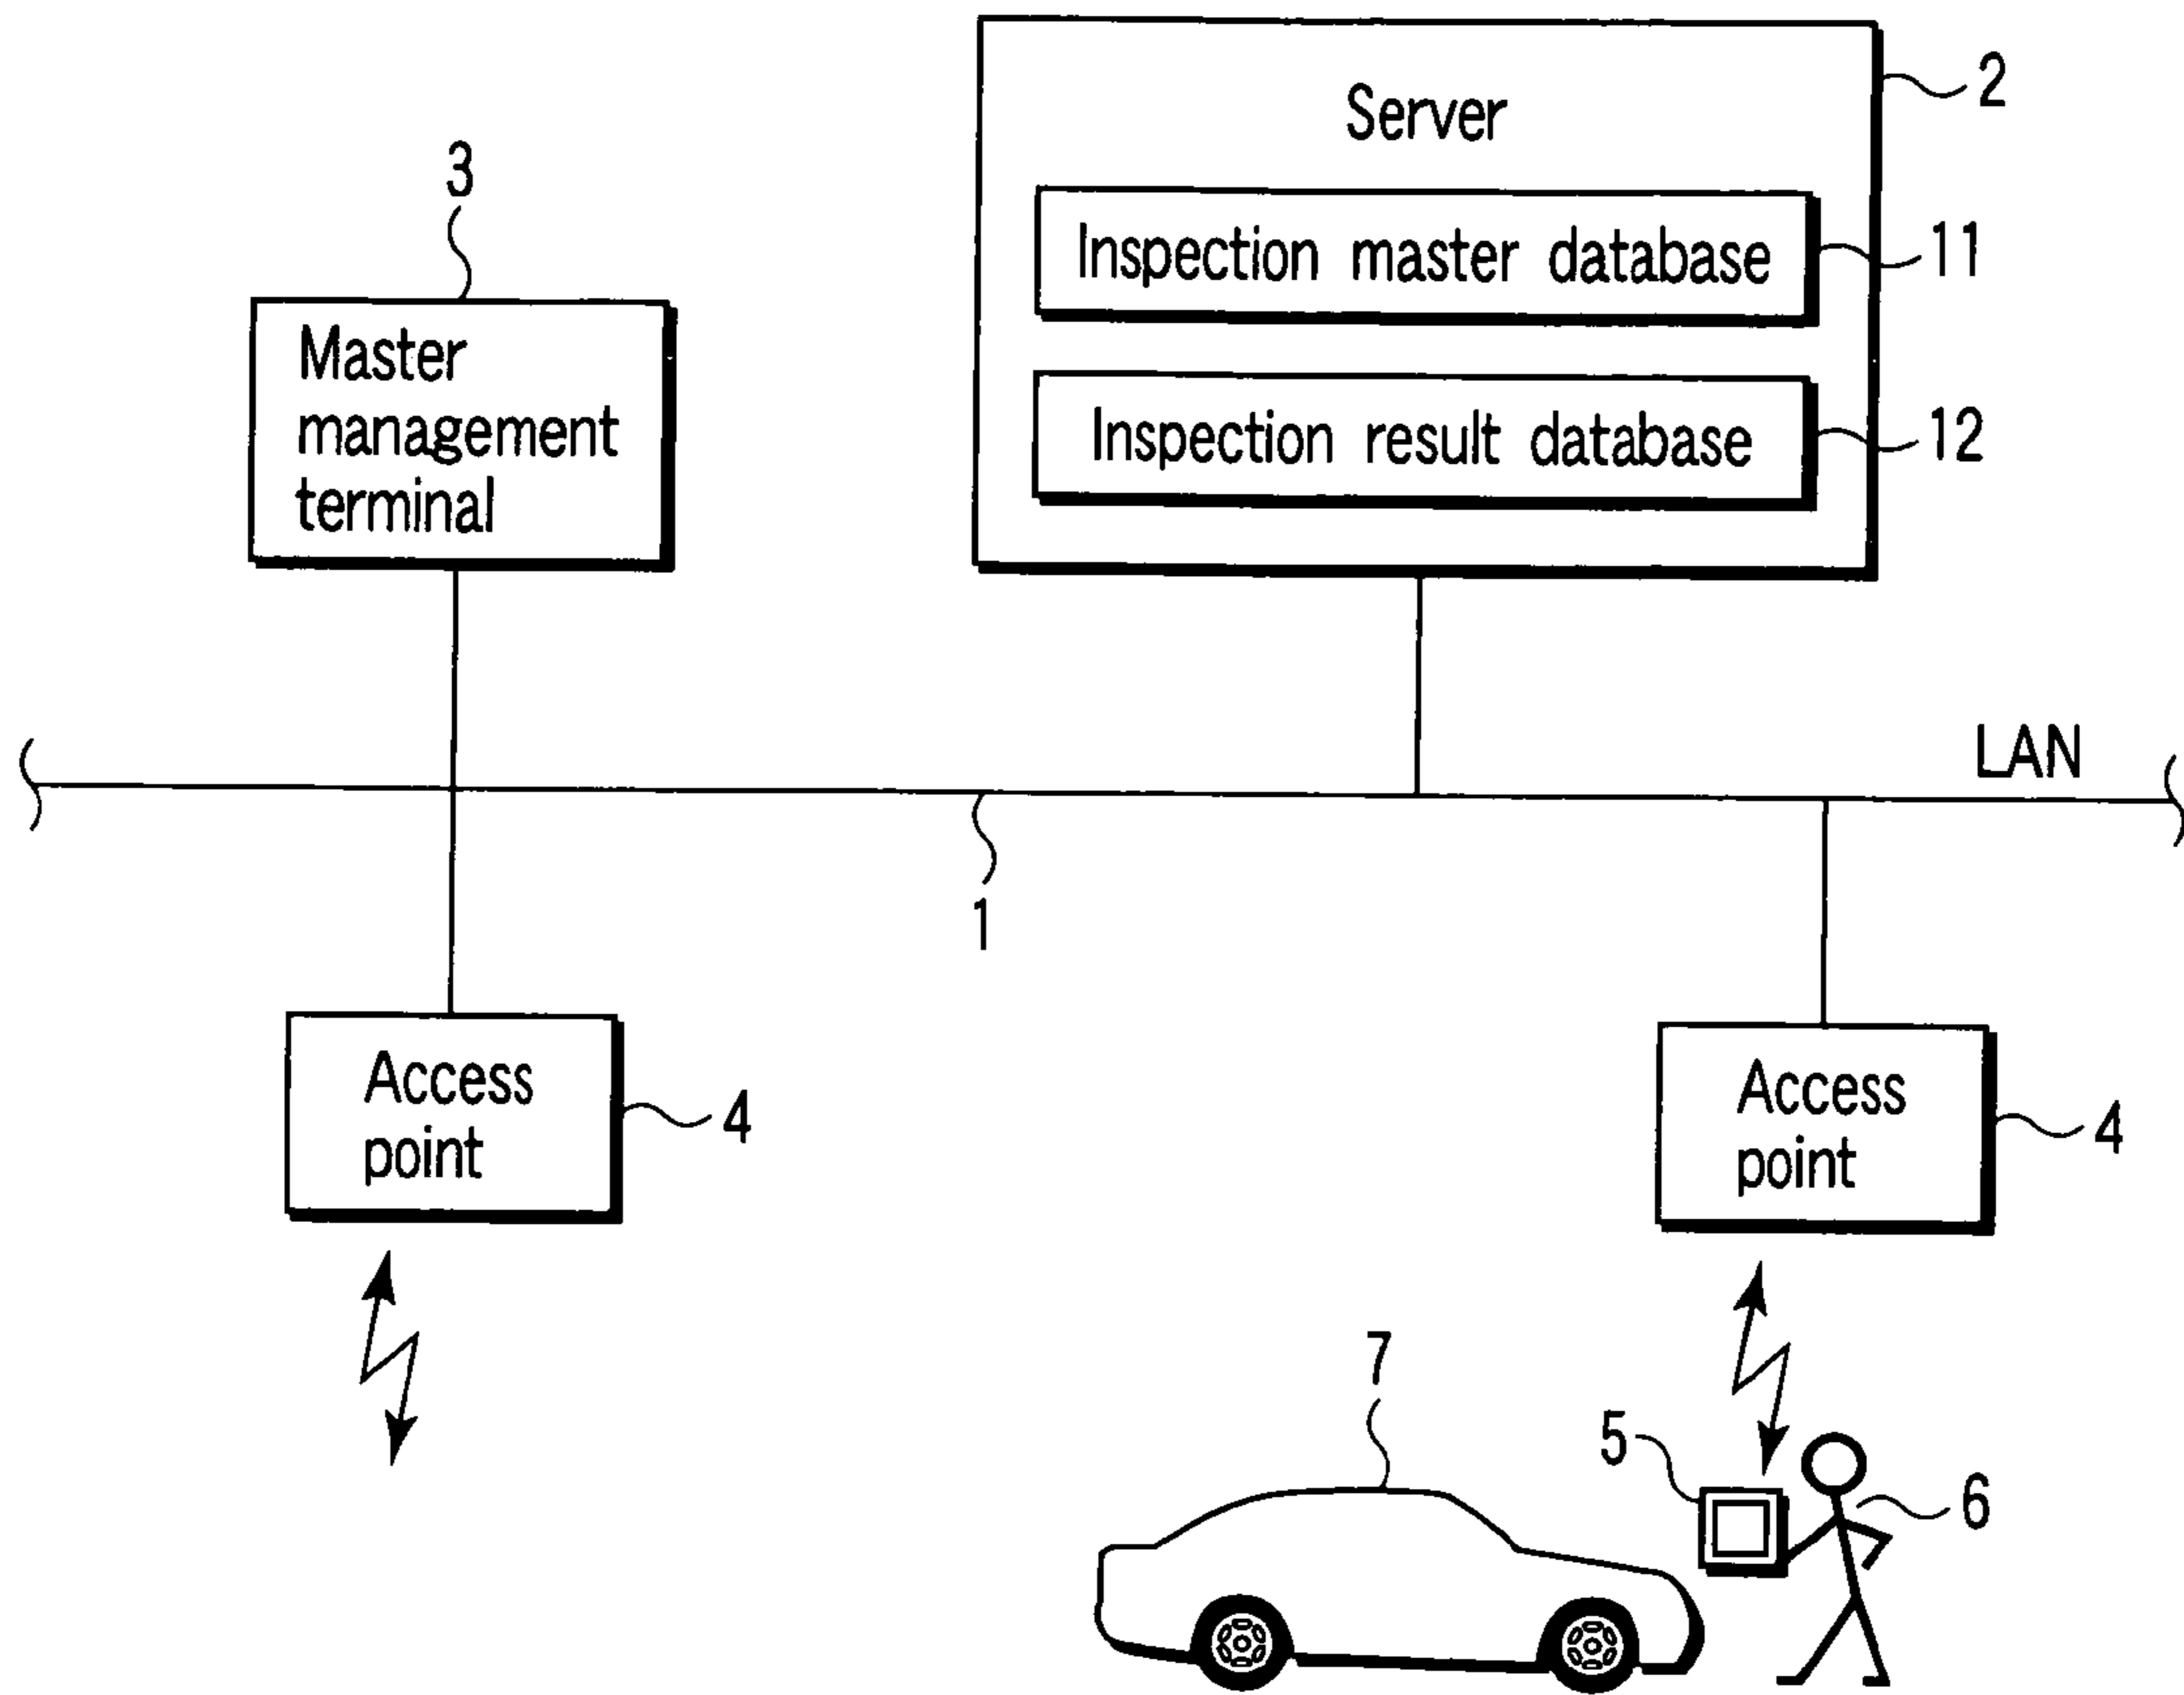 2
Server
3
Inspection master database
11
Master
management
terminal
Inspection result database
12
LAN
1
Access
point
4
Access
point
4
7
5
6